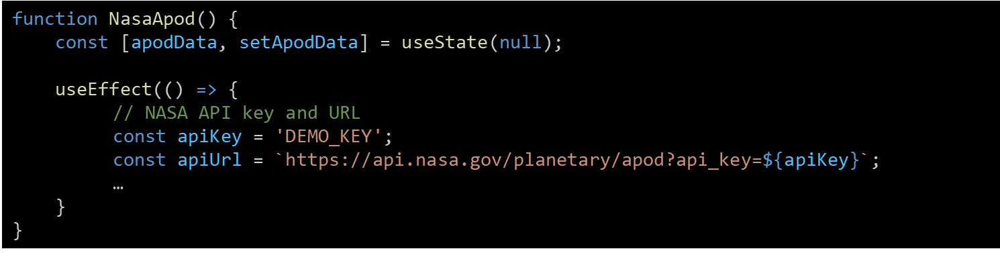 function NasaApod() {
    const [apodData, setApodData] = useState(null);
    useEffect(() => {
        // NASA API key and URL
        const apiKey = 'DEMO_KEY';
        const apiUrl = `https://api.nasa.gov/planetary/apod?api_key=${apiKey}`;
        …
    }
}